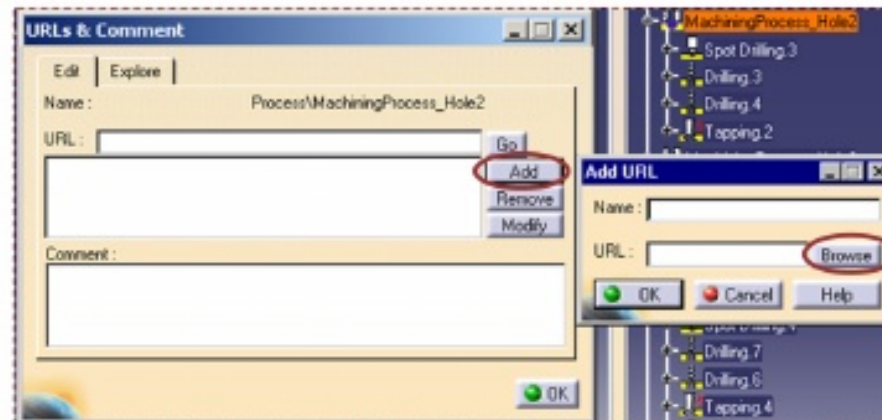 URLs & Comment
Edit Explore
Name : Process\MachiningProcess_Hole2
URL :
Go
Add
Remove
Modify
Comment :
OK
MachiningProcess_Hole2
Spot Drilling.3
Drilling.3
Drilling.4
Tapping.2
Add URL
Name :
URL : Browse
OK Cancel Help
Drilling.7
Drilling.6
Tapping.4